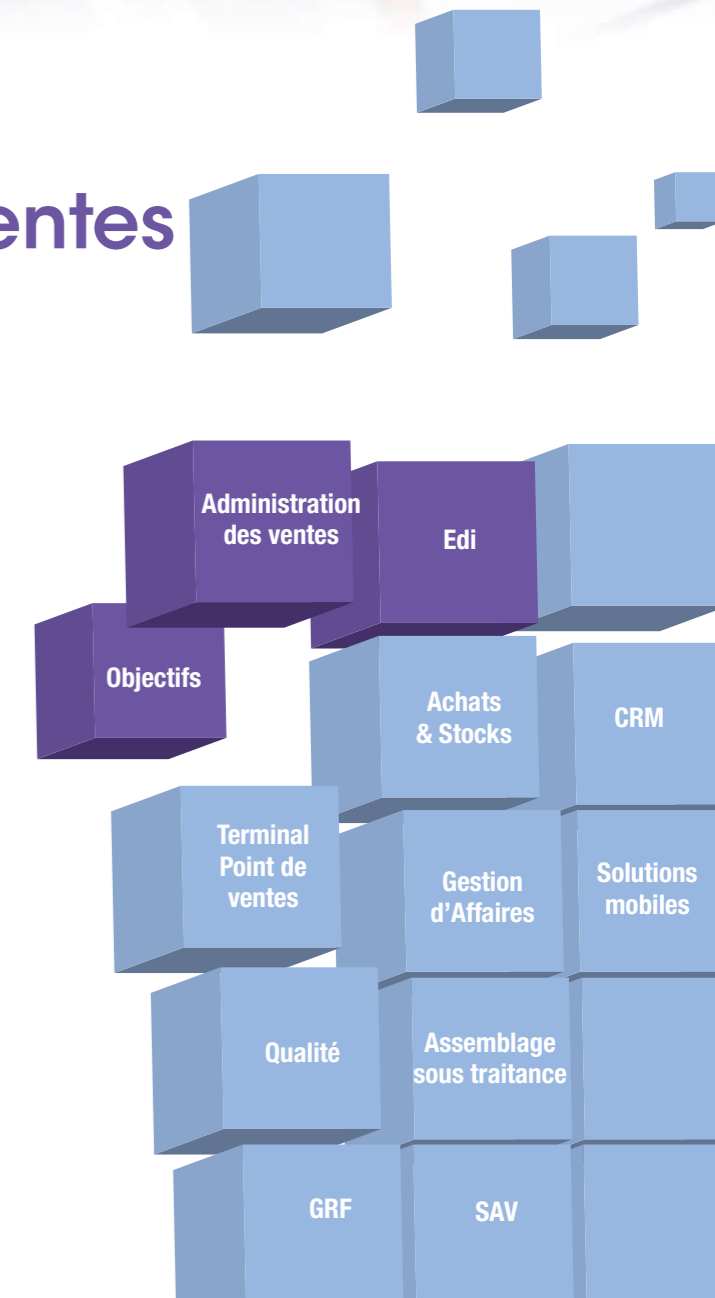 entes
Administration
des ventes
Edi
Objectifs
Achats
& Stocks
CRM
Terminal
Point de
ventes
Gestion
d’Affaires
Solutions
mobiles
Qualité
Assemblage
sous traitance
GRF
SAV